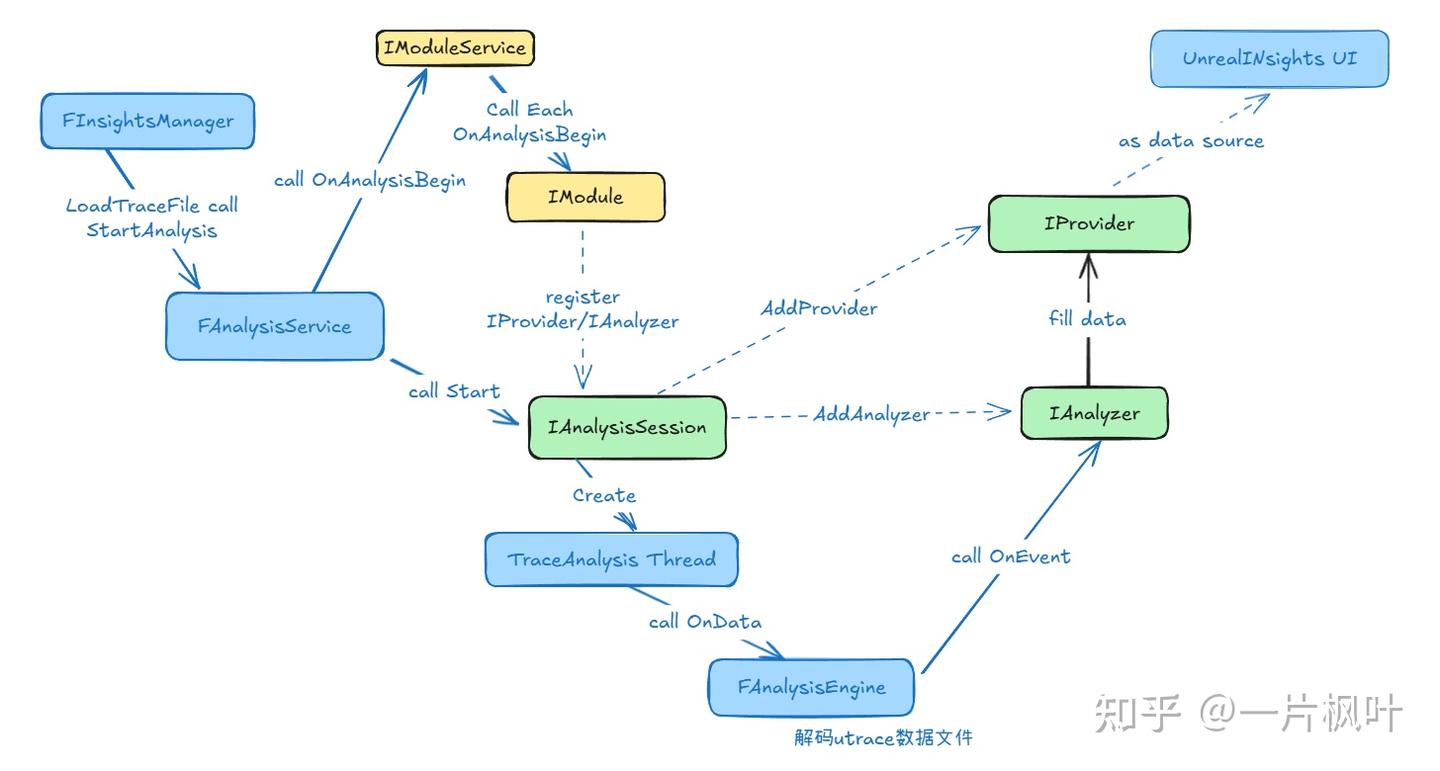 IModuleService
UnrealINsights UI
Call Each
OnAnalysisBegin
FInsightsManager
as data source
call OnAnalysisBegin
IModule
LoadTraceFile call
StartAnalysis
IProvider
register
IProvider/IAnalyzer
AddProvider
fill data
FAnalysisService
call Start
IAnalysisSession
AddAnalyzer
IAnalyzer
Create
TraceAnalysis Thread
call OnEvent
call OnData
FAnalysisEngine
解码utrace数据文件
知乎 @一片枫叶